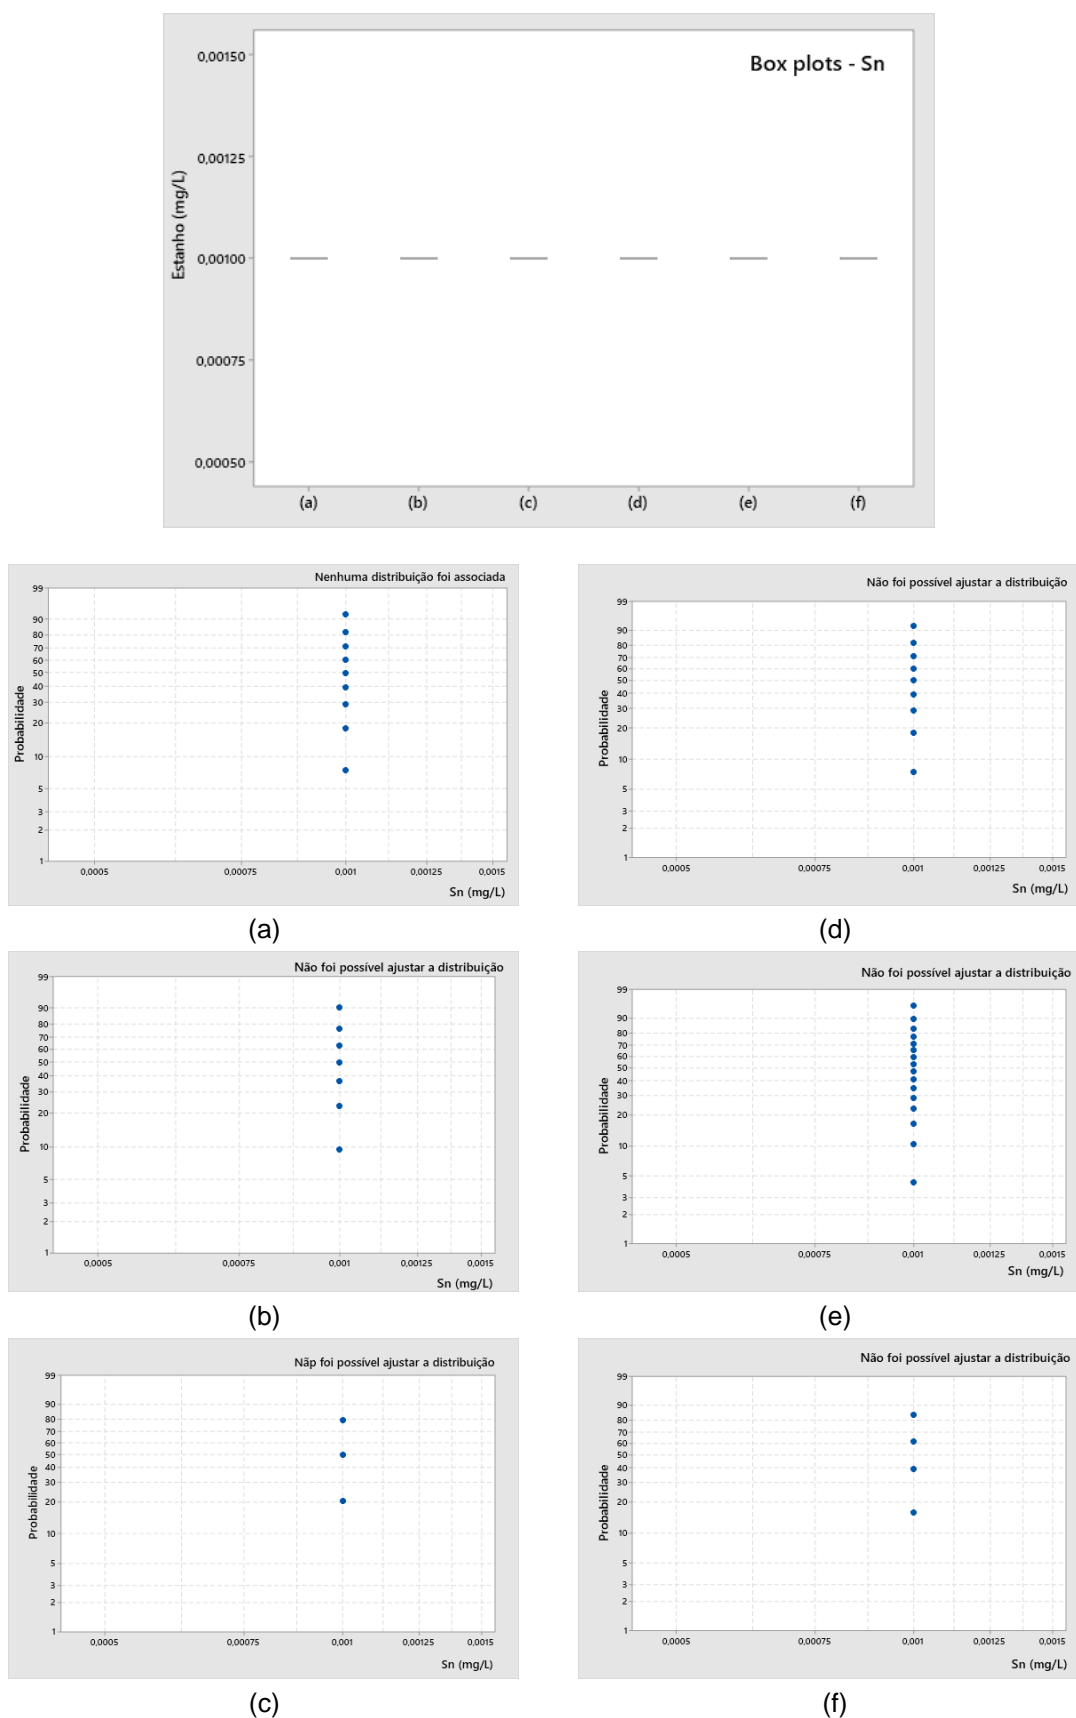 Box plots - Sn
0,00150
0,00125
0,00100
0,00075
0,00050
Estanho (mg/L)
(a) (b) (c) (d) (e) (f)
Nenhuma distribuição foi associada
99
90
80
70
60
50
40
30
20
10
5
3
2
1
Probabilidade
0,0005 0,00075 0,001 0,00125 0,0015
Sn (mg/L)
(a)
Não foi possível ajustar a distribuição
99
90
80
70
60
50
40
30
20
10
5
3
2
1
Probabilidade
0,0005 0,00075 0,001 0,00125 0,0015
Sn (mg/L)
(d)
Não foi possível ajustar a distribuição
99
90
80
70
60
50
40
30
20
10
5
3
2
1
Probabilidade
0,0005 0,00075 0,001 0,00125 0,0015
Sn (mg/L)
(b)
Não foi possível ajustar a distribuição
99
90
80
70
60
50
40
30
20
10
5
3
2
1
Probabilidade
0,0005 0,00075 0,001 0,00125 0,0015
Sn (mg/L)
(e)
Nãp foi possível ajustar a distribuição
99
90
80
70
60
50
40
30
20
10
5
3
2
1
Probabilidade
0,0005 0,00075 0,001 0,00125 0,0015
Sn (mg/L)
(c)
Não foi possível ajustar a distribuição
99
90
80
70
60
50
40
30
20
10
5
3
2
1
Probabilidade
0,0005 0,00075 0,001 0,00125 0,0015
Sn (mg/L)
(f)